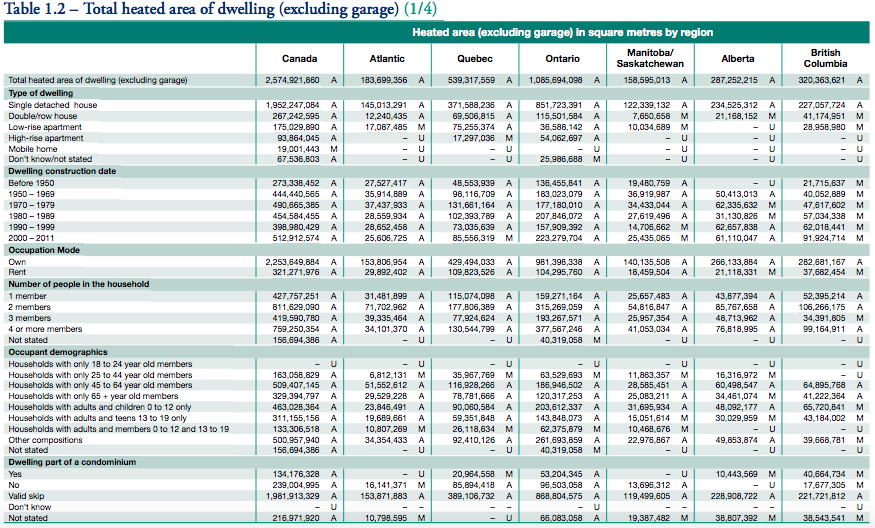 Table 1.2 – Total heated area of dwelling (excluding garage) (1/4)
Heated area (excluding garage) in square metres by region
Canada Atlantic Quebec Ontario Manitoba/ Saskatchewan Alberta British Columbia
Total heated area of dwelling (excluding garage) 2,574,921,860 A 183,699,356 A 539,317,559 A 1,085,694,098 A 158,595,013 A 287,252,215 A 320,363,621 A
Type of dwelling
Single detached house 1,952,247,084 A 145,013,291 A 371,588,236 A 851,723,391 A 122,339,132 A 234,525,312 A 227,057,724 A
Double/row house 267,242,595 A 12,240,435 A 69,506,815 A 115,501,584 A 7,650,658 M 21,168,152 M 41,174,951 M
Low-rise apartment 175,029,890 A 17,087,485 M 75,255,374 A 36,588,142 A 10,034,689 M – U 28,958,980 M
High-rise apartment 93,864,045 A – U 17,297,036 M 54,062,697 A – U – U – U
Mobile home 19,001,443 M – U – U – U – U – U – U
Don't know/not stated 67,536,803 A – U – U 25,986,688 M – U – U – U
Dwelling construction date
Before 1950 273,338,452 A 27,527,417 A 48,553,939 A 136,455,841 A 19,480,759 A – U 21,715,637 M
1950 – 1969 444,440,565 A 35,914,889 A 98,116,709 A 183,023,079 A 36,919,987 A 50,413,013 A 40,052,889 M
1970 – 1979 490,665,385 A 37,437,933 A 131,661,164 A 177,180,010 A 34,433,044 A 62,335,632 M 47,617,602 M
1980 – 1989 454,584,455 A 28,559,934 A 102,393,789 A 207,846,072 A 27,619,496 A 31,130,826 M 57,034,338 M
1990 – 1999 398,980,429 A 28,652,458 A 73,035,639 A 157,909,392 A 14,706,662 M 62,657,838 A 62,018,441 M
2000 – 2011 512,912,574 A 25,606,725 A 85,556,319 M 223,279,704 A 25,435,065 M 61,110,047 A 91,924,714 M
Occupation Mode
Own 2,253,649,884 A 153,806,954 A 429,494,033 A 981,398,338 A 140,135,508 A 266,133,884 A 282,681,167 A
Rent 321,271,976 A 29,892,402 A 109,823,526 A 104,295,760 A 18,459,504 A 21,118,331 M 37,682,454 M
Number of people in the household
1 member 427,757,251 A 31,481,899 A 115,074,098 A 159,271,164 A 25,657,483 A 43,877,394 A 52,395,214 A
2 members 811,629,090 A 71,702,962 A 177,806,389 A 315,269,059 A 54,816,847 A 85,767,658 A 106,266,175 A
3 members 419,590,780 A 39,335,464 A 77,924,624 A 193,267,571 A 25,957,354 A 48,713,962 A 34,391,805 M
4 or more members 759,250,354 A 34,101,370 A 130,544,799 A 377,567,246 A 41,053,034 A 76,818,995 A 99,164,911 A
Not stated 156,694,386 A – U – U 40,319,058 M – U – U – U
Occupant demographics
Households with only 18 to 24 year old members – U – U – U – U – U – U – U
Households with only 25 to 44 year old members 163,058,829 A 6,812,131 M 35,967,769 M 63,529,693 M 11,863,357 M 16,316,972 M – U
Households with only 45 to 64 year old members 509,407,145 A 51,552,612 A 116,928,266 A 186,946,502 A 28,585,451 A 60,498,547 A 64,895,768 A
Households with only 65 + year old members 329,394,797 A 29,529,228 A 78,781,666 A 120,317,253 A 25,083,211 A 34,461,074 M 41,222,364 A
Households with adults and children 0 to 12 only 463,028,364 A 23,846,491 A 90,060,584 A 203,612,337 A 31,695,934 A 48,092,177 A 65,720,841 M
Households with adults and teens 13 to 19 only 311,155,156 A 19,689,661 A 59,351,848 A 143,848,073 A 15,051,614 M 30,029,959 M 43,184,002 M
Households with adults and members 0 to 12 and 13 to 19 133,306,518 A 10,807,269 M 26,118,634 M 62,375,879 M 10,468,676 M – U – U
Other compositions 500,957,940 A 34,354,433 A 92,410,126 A 261,693,859 A 22,976,867 A 49,853,874 A 39,668,781 M
Not stated 156,694,386 A – U – U 40,319,058 M – U – U – U
Dwelling part of a condominium
Yes 134,176,328 A – U 20,964,558 M 53,204,345 A – U 10,443,569 M 40,664,734 M
No 239,004,995 A 16,141,371 M 85,894,418 A 96,503,058 A 13,696,312 A – U 17,677,305 M
Valid skip 1,981,913,329 A 153,871,883 A 389,106,732 A 868,804,575 A 119,499,605 A 228,908,722 A 221,721,812 A
Don't know – U – U – U – U – U – U – U
Not stated 216,971,920 A 10,798,595 M – U 66,083,058 A 19,387,482 M 38,807,392 M 38,543,541 M